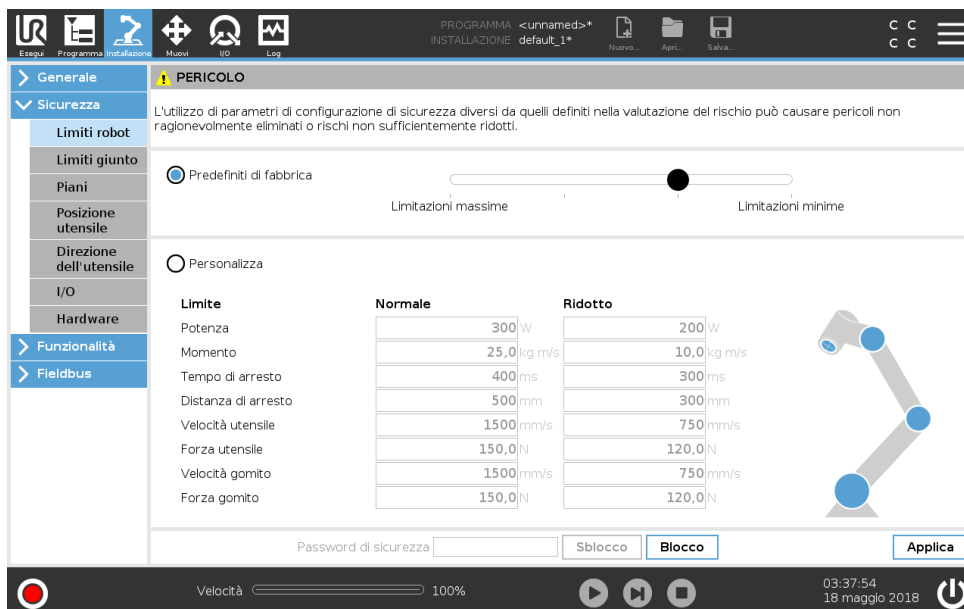 UR
PROGRAMMA <unnamed>*
INSTALLAZIONE default_1*
Esegui Programma Installazione Muovi I/O Log Nuovo... Apri... Salva...
C C
C C
Generale
Sicurezza
Limiti robot
Limiti giunto
Piani
Posizione
utensile
Direzione
dell'utensile
I/O
Hardware
Funzionalità
Fieldbus
PERICOLO
L'utilizzo di parametri di configurazione di sicurezza diversi da quelli definiti nella valutazione del rischio può causare pericoli non
ragionevolmente eliminati o rischi non sufficientemente ridotti.
Predefiniti di fabbrica
Limitazioni massime Limitazioni minime
Personalizza
Limite Normale Ridotto
Potenza 300 W 200 W
Momento 25,0 kg m/s 10,0 kg m/s
Tempo di arresto 400 ms 300 ms
Distanza di arresto 500 mm 300 mm
Velocità utensile 1500 mm/s 750 mm/s
Forza utensile 150,0 N 120,0 N
Velocità gomito 1500 mm/s 750 mm/s
Forza gomito 150,0 N 120,0 N
Password di sicurezza Sblocco Blocco Applica
Velocità 100%
03:37:54
18 maggio 2018